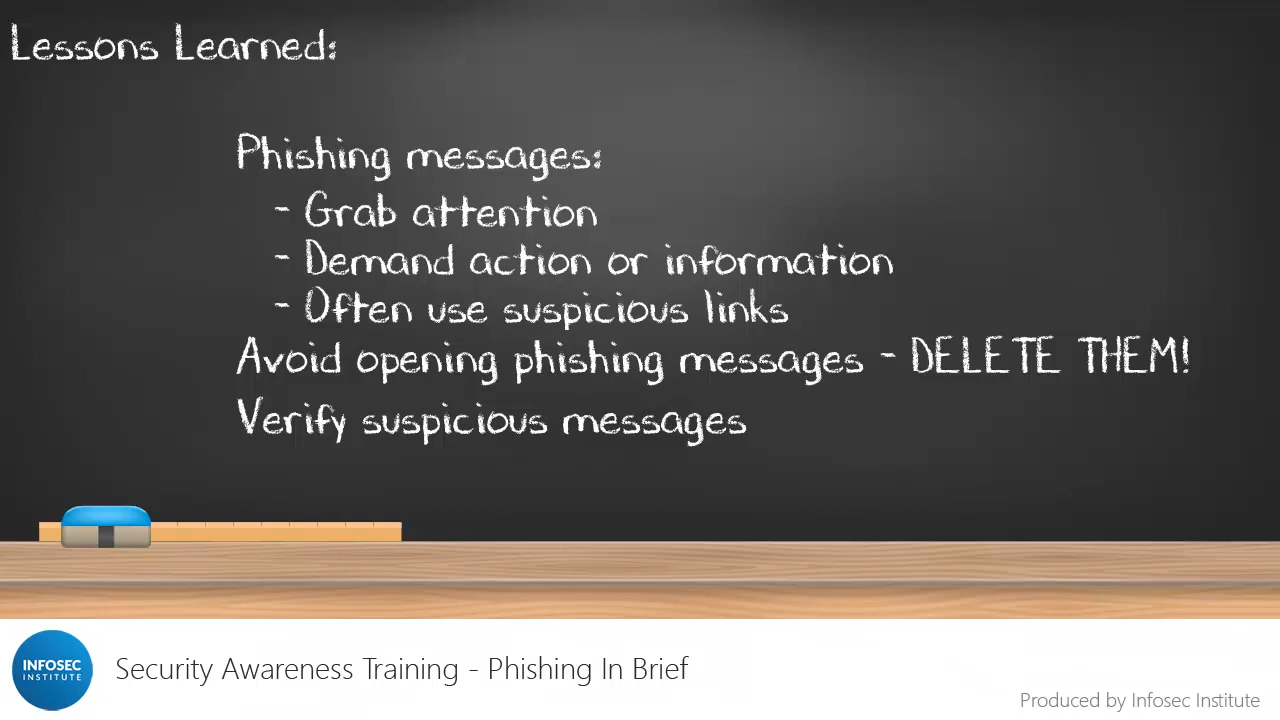 Lessons Learned:
Phishing messages:
- Grab attention
- Demand action or information
- Often use suspicious links
Avoid opening phishing messages - DELETE THEM!
Verify suspicious messages
INFOSEC
INSTITUTE
Security Awareness Training - Phishing In Brief
Produced by Infosec Institute